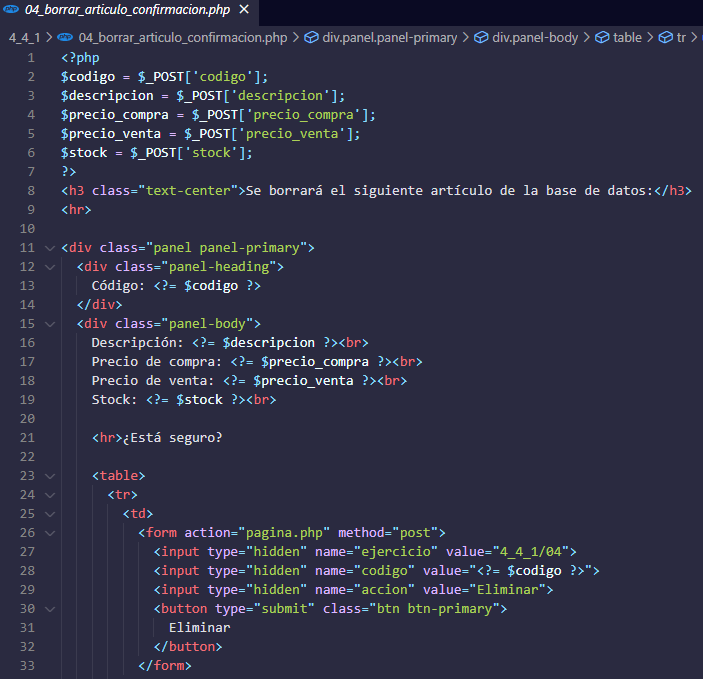 php 04_borrar_articulo_confirmacion.php ×
4_4_1 > php 04_borrar_articulo_confirmacion.php > div.panel.panel-primary > div.panel-body > table > tr >
1 <?php
2 $codigo = $_POST['codigo'];
3 $descripcion = $_POST['descripcion'];
4 $precio_compra = $_POST['precio_compra'];
5 $precio_venta = $_POST['precio_venta'];
6 $stock = $_POST['stock'];
7 ?>
8 <h3 class="text-center">Se borrará el siguiente artículo de la base de datos:</h3>
9 <hr>
10
11 <div class="panel panel-primary">
12 <div class="panel-heading">
13 Código: <?= $codigo ?>
14 </div>
15 <div class="panel-body">
16 Descripción: <?= $descripcion ?><br>
17 Precio de compra: <?= $precio_compra ?><br>
18 Precio de venta: <?= $precio_venta ?><br>
19 Stock: <?= $stock ?><br>
20
21 <hr>¿Está seguro?
22
23 <table>
24 <tr>
25 <td>
26 <form action="pagina.php" method="post">
27 <input type="hidden" name="ejercicio" value="4_4_1/04">
28 <input type="hidden" name="codigo" value="<?= $codigo ?>">
29 <input type="hidden" name="accion" value="Eliminar">
30 <button type="submit" class="btn btn-primary">
31 Eliminar
32 </button>
33 </form>